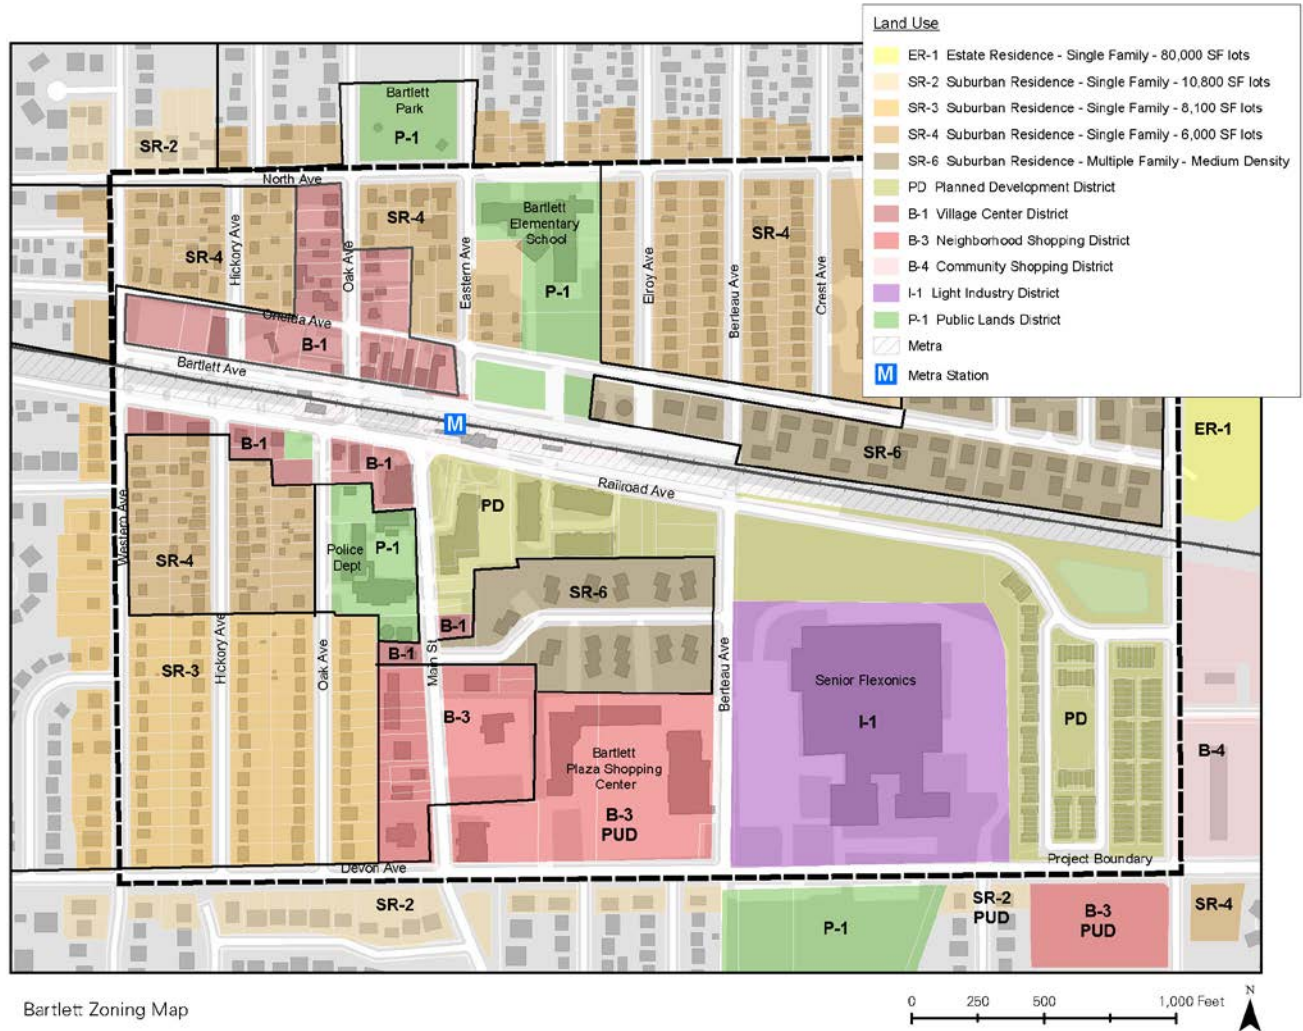 Land Use
ER-1 Estate Residence - Single Family - 80,000 SF lots
SR-2 Suburban Residence - Single Family - 10,800 SF lots
SR-3 Suburban Residence - Single Family - 8,100 SF lots
SR-4 Suburban Residence - Single Family - 6,000 SF lots
SR-6 Suburban Residence - Multiple Family - Medium Density
PD Planned Development District
B-1 Village Center District
B-3 Neighborhood Shopping District
B-4 Community Shopping District
I-1 Light Industry District
P-1 Public Lands District
Metra
M Metra Station
Bartlett
Park
P-1
SR-2
North Ave
SR-4
Hickory Ave
Oak Ave
SR-4
Eastern Ave
Bartlett
Elementary
School
P-1
Elroy Ave
Berteau Ave
SR-4
Crest Ave
Oneida Ave
B-1
Bartlett Ave
M
ER-1
SR-6
B-1
B-1
Railroad Ave
PD
Western Ave
SR-4
Police
Dept
P-1
SR-6
B-1
B-1
Main St
Hickory Ave
Oak Ave
SR-3
Berteau Ave
Senior Flexonics
I-1
B-3
PD
Bartlett
Plaza Shopping
Center
B-3
PUD
B-4
Devon Ave
Project Boundary
SR-2
P-1
SR-2
PUD
B-3
PUD
SR-4
Bartlett Zoning Map
0 250 500 1,000 Feet
N